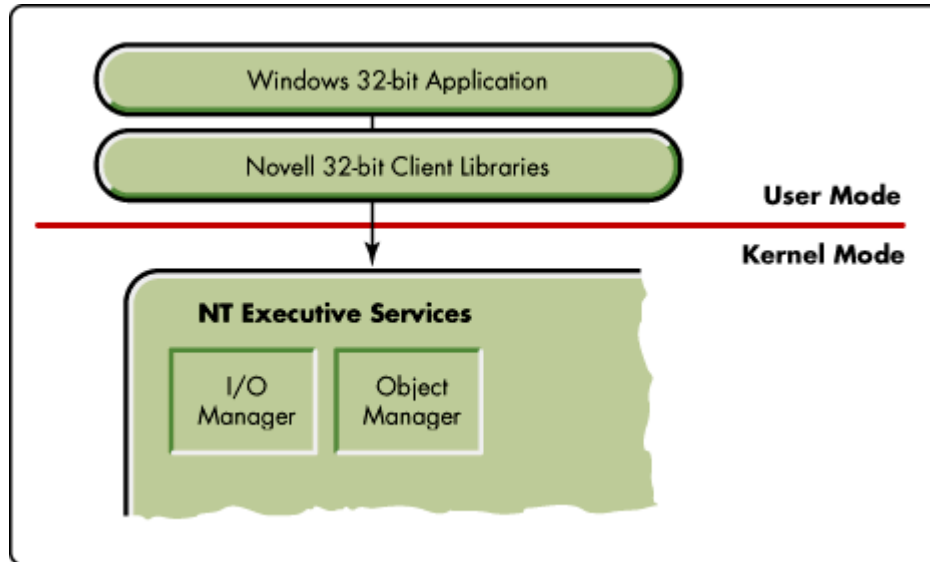 Windows 32-bit Application
Novell 32-bit Client Libraries
User Mode
Kernel Mode
NT Executive Services
I/O
Manager
Object
Manager